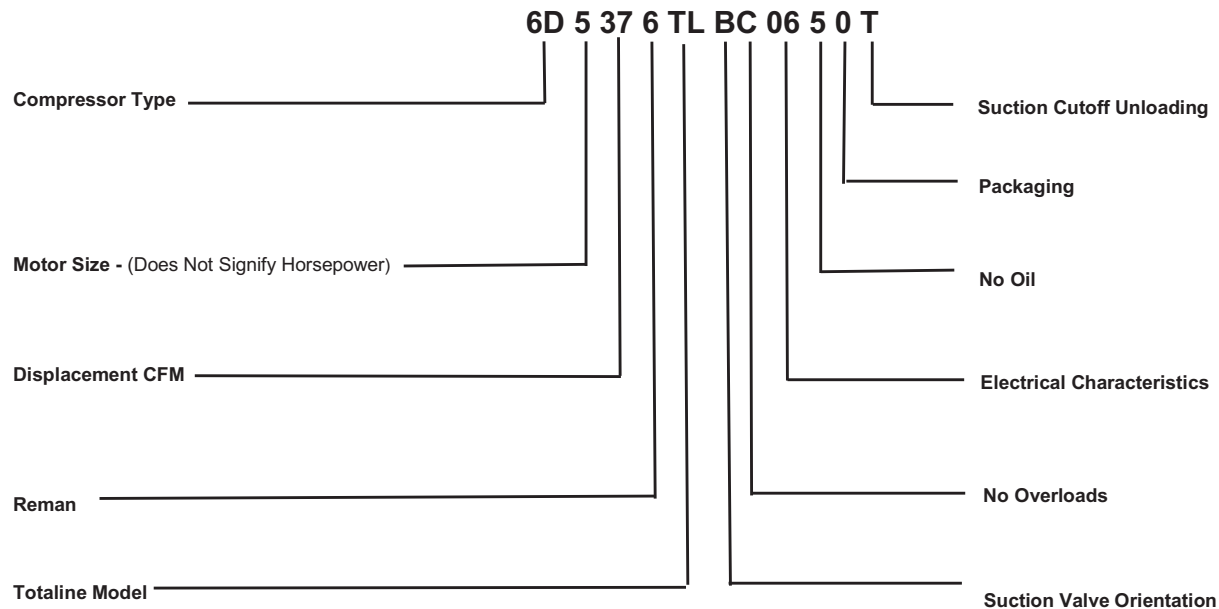 6D 5 37 6 TL BC 06 5 0 T
Compressor Type
Suction Cutoff Unloading
Packaging
Motor Size - (Does Not Signify Horsepower)
No Oil
Displacement CFM
Electrical Characteristics
Reman
No Overloads
Totaline Model
Suction Valve Orientation